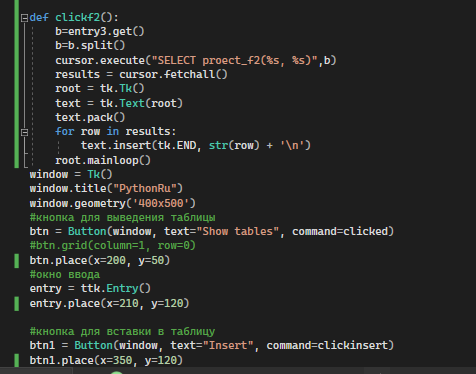 def clickf2():
    b=entry3.get()
    b=b.split()
    cursor.execute("SELECT proect_f2(%s, %s)",b)
    results = cursor.fetchall()
    root = tk.Tk()
    text = tk.Text(root)
    text.pack()
    for row in results:
        text.insert(tk.END, str(row) + '\n')
    root.mainloop()
window = Tk()
window.title("PythonRu")
window.geometry('400x500')
#кнопка для выведения таблицы
btn = Button(window, text="Show tables", command=clicked)
#btn.grid(column=1, row=0)
btn.place(x=200, y=50)
#окно ввода
entry = ttk.Entry()
entry.place(x=210, y=120)
#кнопка для вставки в таблицу
btn1 = Button(window, text="Insert", command=clickinsert)
btn1.place(x=350, y=120)